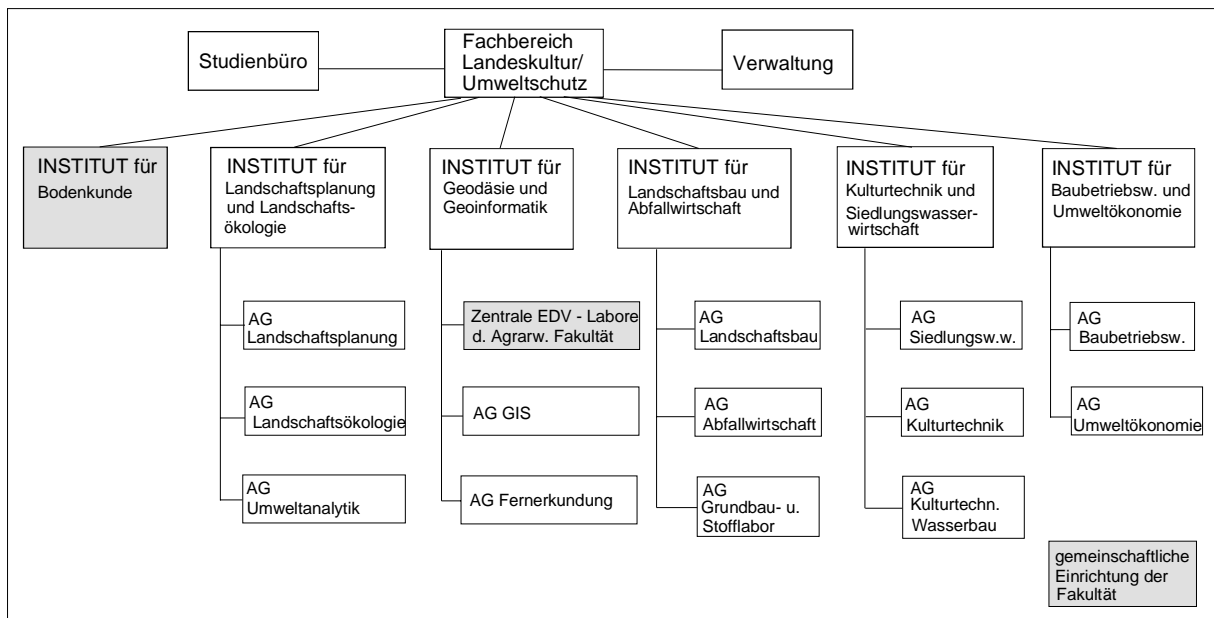 Studienbüro
Fachbereich
Landeskultur/
Umweltschutz
Verwaltung
INSTITUT für
Bodenkunde
INSTITUT für
Landschaftsplanung
und Landschafts-
ökologie
INSTITUT für
Geodäsie und
Geoinformatik
INSTITUT für
Landschaftsbau und
Abfallwirtschaft
INSTITUT für
Kulturtechnik und
Siedlungswasser-
wirtschaft
INSTITUT für
Baubetriebsw. und
Umweltökonomie
AG
Landschaftsplanung
Zentrale EDV - Labore
d. Agrarw. Fakultät
AG
Landschaftsbau
AG
Siedlungsw.w.
AG
Baubetriebsw.
AG
Landschaftsökologie
AG GIS
AG
Abfallwirtschaft
AG
Kulturtechnik
AG
Umweltökonomie
AG
Umweltanalytik
AG Fernerkundung
AG
Grundbau- u.
Stofflabor
AG
Kulturtechn.
Wasserbau
gemeinschaftliche
Einrichtung der
Fakultät